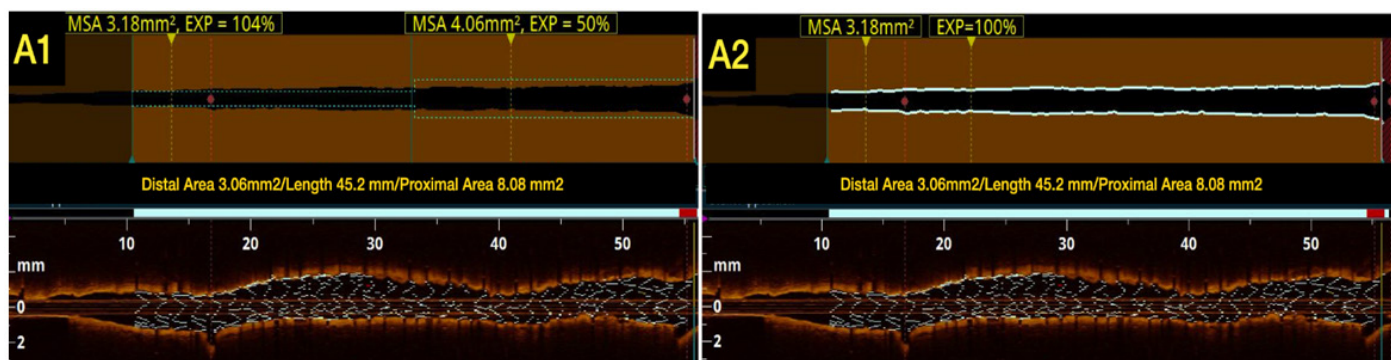 A1
MSA 3.18mm², EXP = 104%
MSA 4.06mm², EXP = 50%
Distal Area 3.06mm2/Length 45.2 mm/Proximal Area 8.08 mm2
10 20 30 40 50
mm
0
2
A2
MSA 3.18mm²
EXP=100%
Distal Area 3.06mm2/Length 45.2 mm/Proximal Area 8.08 mm2
10 20 30 40 50
mm
0
2